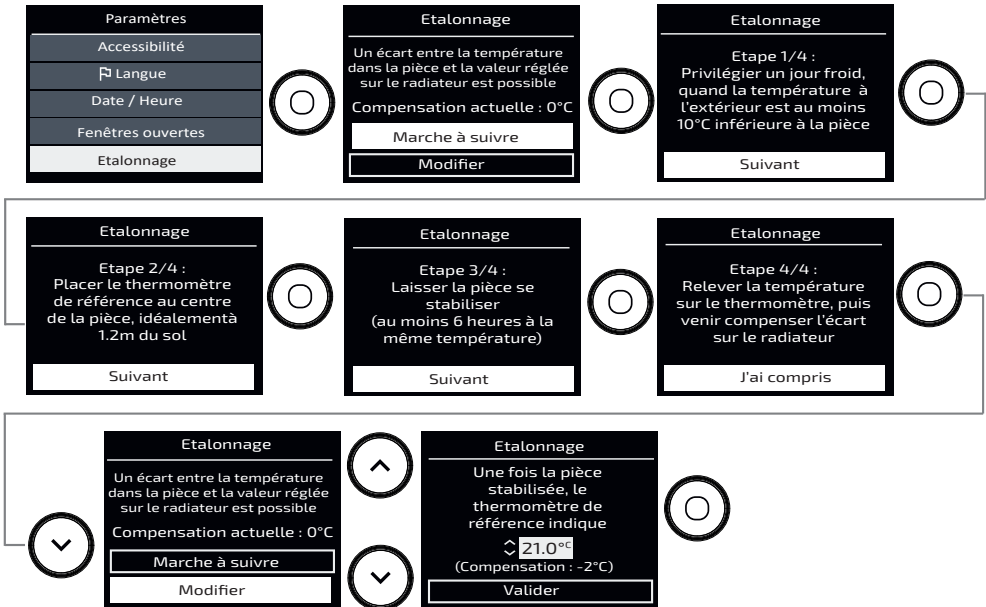 Paramètres
Accessibilité
Langue
Date / Heure
Fenêtres ouvertes
Etalonnage
Etalonnage
Un écart entre la température
dans la pièce et la valeur réglée
sur le radiateur est possible
Compensation actuelle : 0°C
Marche à suivre
Modifier
Etalonnage
Etape 1/4 :
Privilégier un jour froid,
quand la température à
l'extérieur est au moins
10°C inférieure à la pièce
Suivant
Etalonnage
Etape 2/4 :
Placer le thermomètre
de référence au centre
de la pièce, idéalementà
1.2m du sol
Suivant
Etalonnage
Etape 3/4 :
Laisser la pièce se
stabiliser
(au moins 6 heures à la
même température)
Suivant
Etalonnage
Etape 4/4 :
Relever la température
sur le thermomètre, puis
venir compenser l'écart
sur le radiateur
J'ai compris
Etalonnage
Un écart entre la température
dans la pièce et la valeur réglée
sur le radiateur est possible
Compensation actuelle : 0°C
Marche à suivre
Modifier
Etalonnage
Une fois la pièce
stabilisée, le
thermomètre de
référence indique
21.0°C
(Compensation : -2°C)
Valider